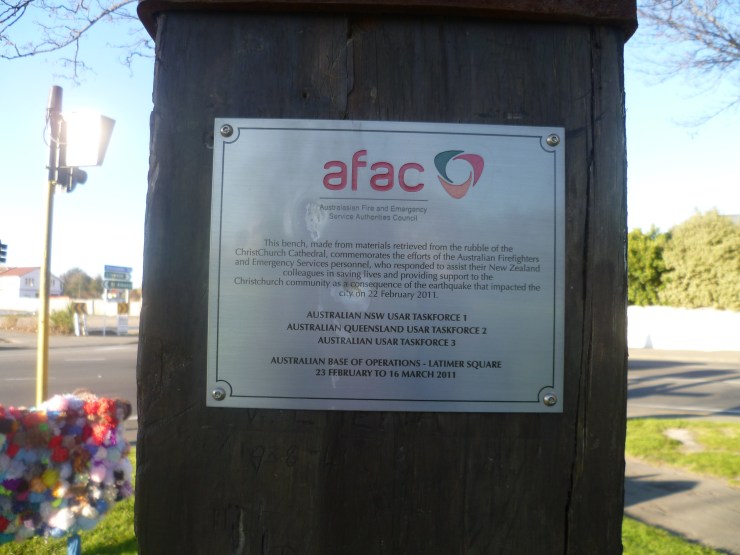 afac
Australasian Fire and Emergency
Service Authorities Council
This bench, made from materials retrieved from the rubble of the
ChristChurch Cathedral, commemorates the efforts of the Australian Firefighters
and Emergency Services personnel, who responded to assist their New Zealand
colleagues in saving lives and providing support to the
Christchurch community as a consequence of the earthquake that impacted the
city on 22 February 2011.
AUSTRALIAN NSW USAR TASKFORCE 1
AUSTRALIAN QUEENSLAND USAR TASKFORCE 2
AUSTRALIAN USAR TASKFORCE 3
AUSTRALIAN BASE OF OPERATIONS - LATIMER SQUARE
23 FEBRUARY TO 16 MARCH 2011